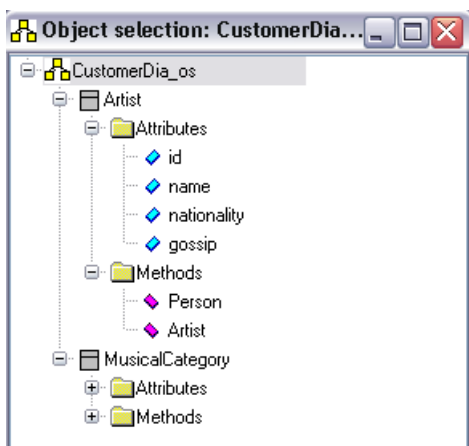 Object selection: CustomerDia...
CustomerDia_os
Artist
Attributes
id
name
nationality
gossip
Methods
Person
Artist
MusicalCategory
Attributes
Methods